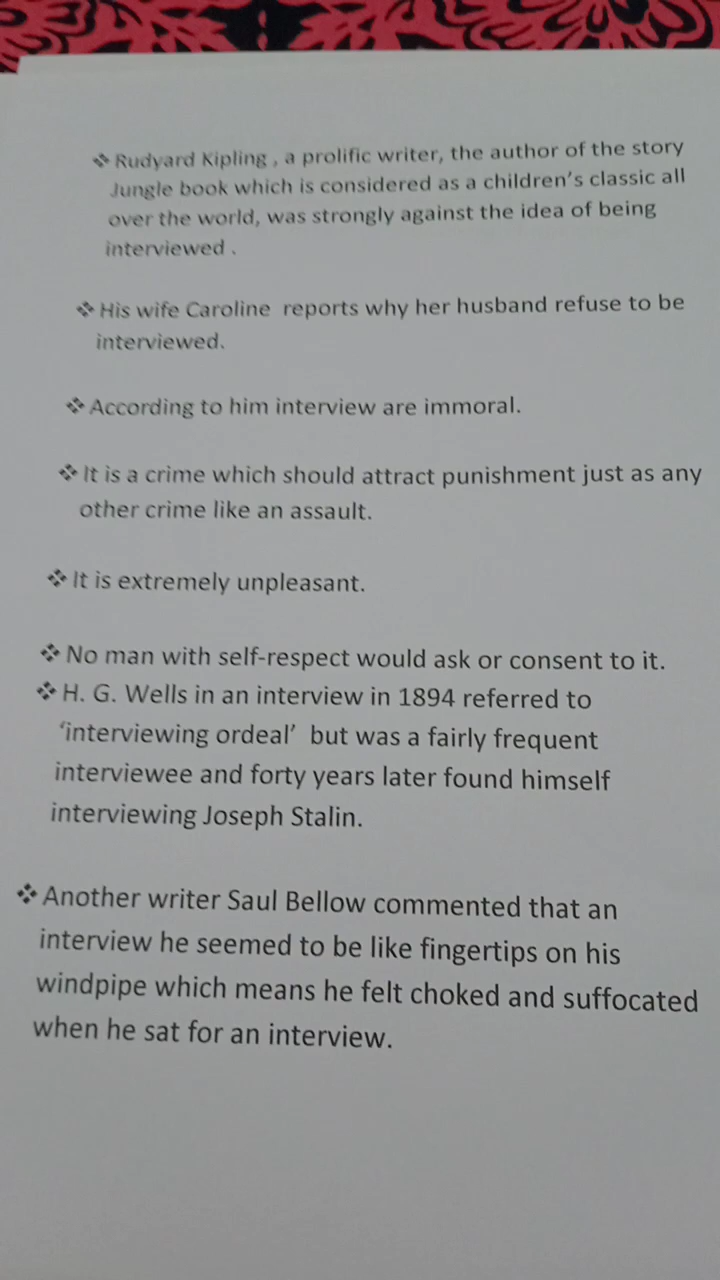 ❖ Rudyard Kipling , a prolific writer, the author of the story
Jungle book which is considered as a children's classic all
over the world, was strongly against the idea of being
interviewed .
❖ His wife Caroline  reports why her husband refuse to be
interviewed.
❖ According to him interview are immoral.
❖ It is a crime which should attract punishment just as any
other crime like an assault.
❖ It is extremely unpleasant.
❖ No man with self-respect would ask or consent to it.
❖ H. G. Wells in an interview in 1894 referred to
‘interviewing ordeal’  but was a fairly frequent
interviewee and forty years later found himself
interviewing Joseph Stalin.
❖ Another writer Saul Bellow commented that an
interview he seemed to be like fingertips on his
windpipe which means he felt choked and suffocated
when he sat for an interview.